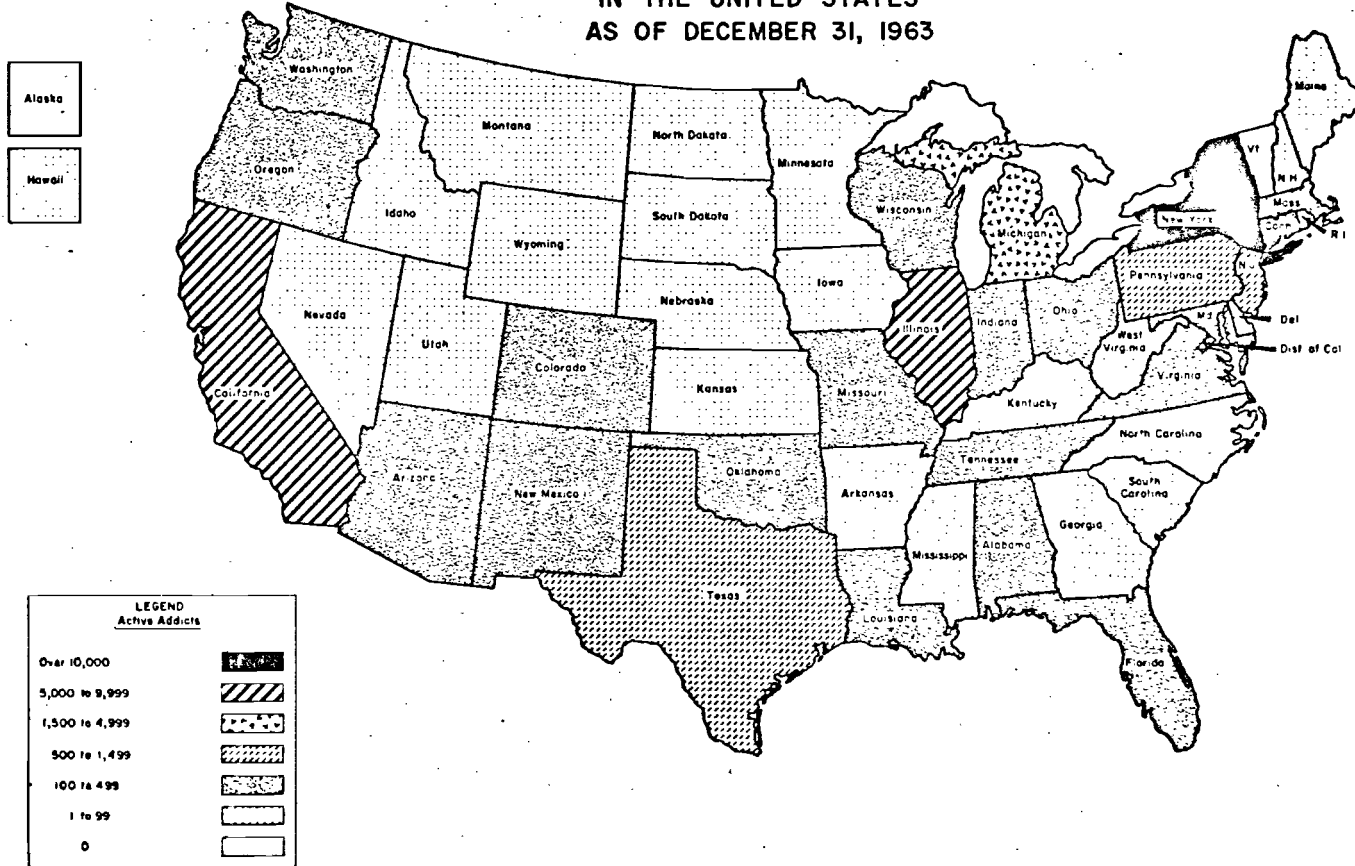 IN THE UNITED STATES
AS OF DECEMBER 31, 1963
Alaska
Hawaii
Washington
Oregon
California
Nevada
Idaho
Montana
Wyoming
Utah
Arizona
Colorado
New Mexico
North Dakota
South Dakota
Nebraska
Kansas
Oklahoma
Texas
Minnesota
Iowa
Missouri
Arkansas
Louisiana
Wisconsin
Illinois
Michigan
Indiana
Ohio
Kentucky
Tennessee
Mississippi
Alabama
Georgia
Florida
South
Carolina
North Carolina
Virginia
West
Virginia
Pennsylvania
New York
Vt
N H
Maine
Mass
Conn
R I
N J
Md
Del
Dist of Col
LEGEND
Active Addicts
Over 10,000
5,000 to 9,999
1,500 to 4,999
500 to 1,499
100 to 499
1 to 99
0